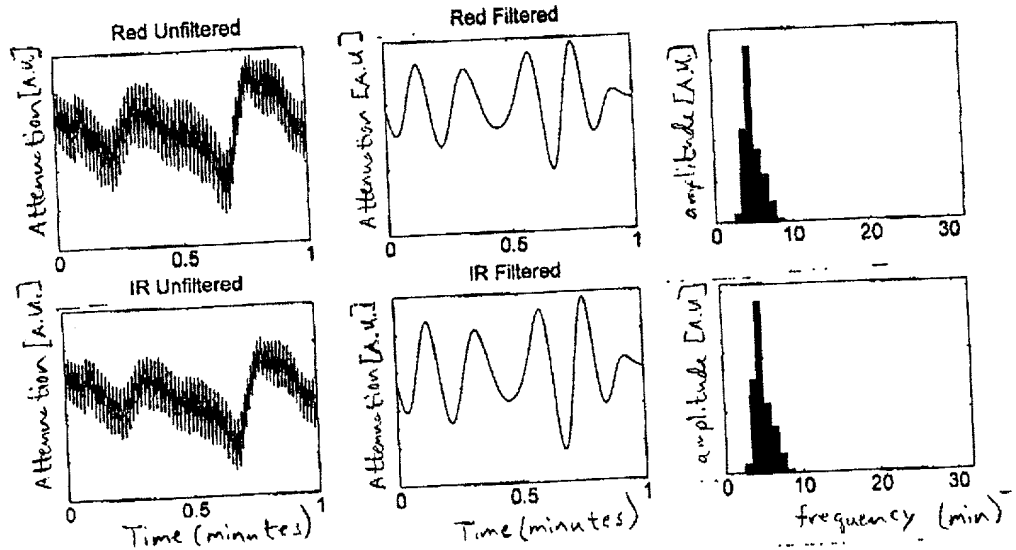 Red Unfiltered
Attenuation [A.U.]
0 0.5 1
Red Filtered
Attenuation [A.U.]
0 0.5 1
amplitude [A.U.]
0 10 20 30
IR Unfiltered
Attenuation [A.U.]
0 0.5 1
Time (minutes)
IR Filtered
Attenuation [A.U.]
0 0.5 1
Time (minutes)
amplitude [A.U]
0 10 20 30
frequency (min)